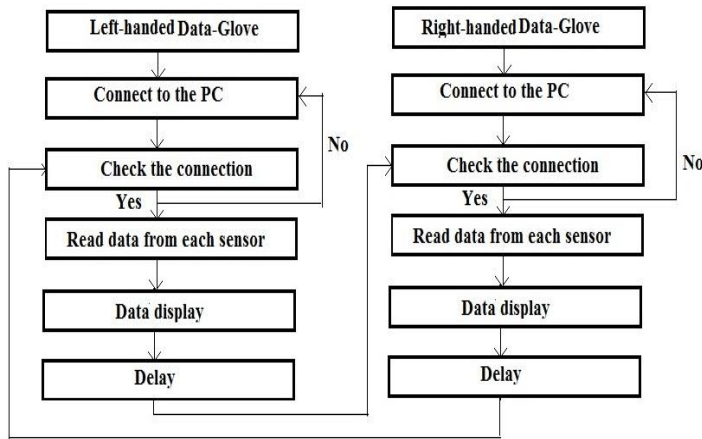 Left-handed Data-Glove
Connect to the PC
No
Check the connection
Yes
Read data from each sensor
Data display
Delay
Right-handed Data-Glove
Connect to the PC
No
Check the connection
Yes
Read data from each sensor
Data display
Delay